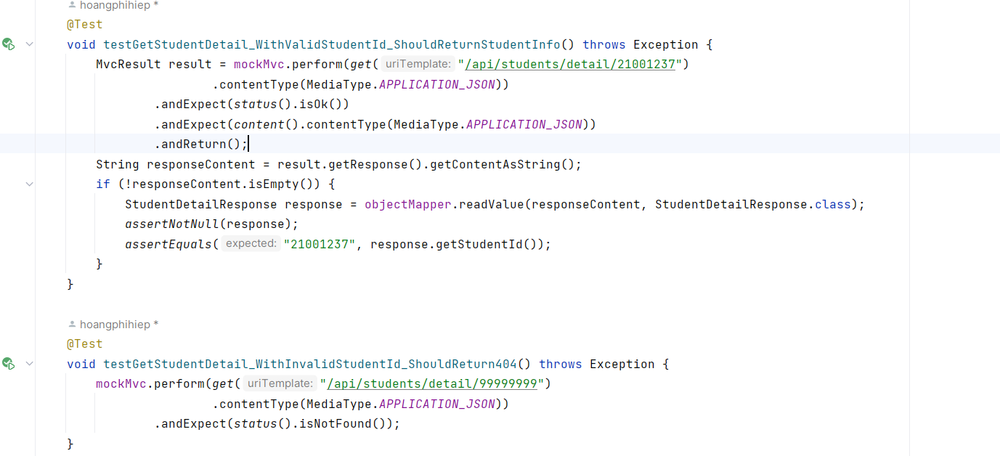 hoangphihiep *
@Test
void testGetStudentDetail_WithValidStudentId_ShouldReturnStudentInfo() throws Exception {
MvcResult result = mockMvc.perform(get( uriTemplate: "/api/students/detail/21001237")
.contentType(MediaType.APPLICATION_JSON))
.andExpect(status().isOk())
.andExpect(content().contentType(MediaType.APPLICATION_JSON))
.andReturn();
String responseContent = result.getResponse().getContentAsString();
if (!responseContent.isEmpty()) {
StudentDetailResponse response = objectMapper.readValue(responseContent, StudentDetailResponse.class);
assertNotNull(response);
assertEquals( expected: "21001237", response.getStudentId());
}
}
hoangphihiep *
@Test
void testGetStudentDetail_WithInvalidStudentId_ShouldReturn404() throws Exception {
mockMvc.perform(get( uriTemplate: "/api/students/detail/99999999")
.contentType(MediaType.APPLICATION_JSON))
.andExpect(status().isNotFound());
}